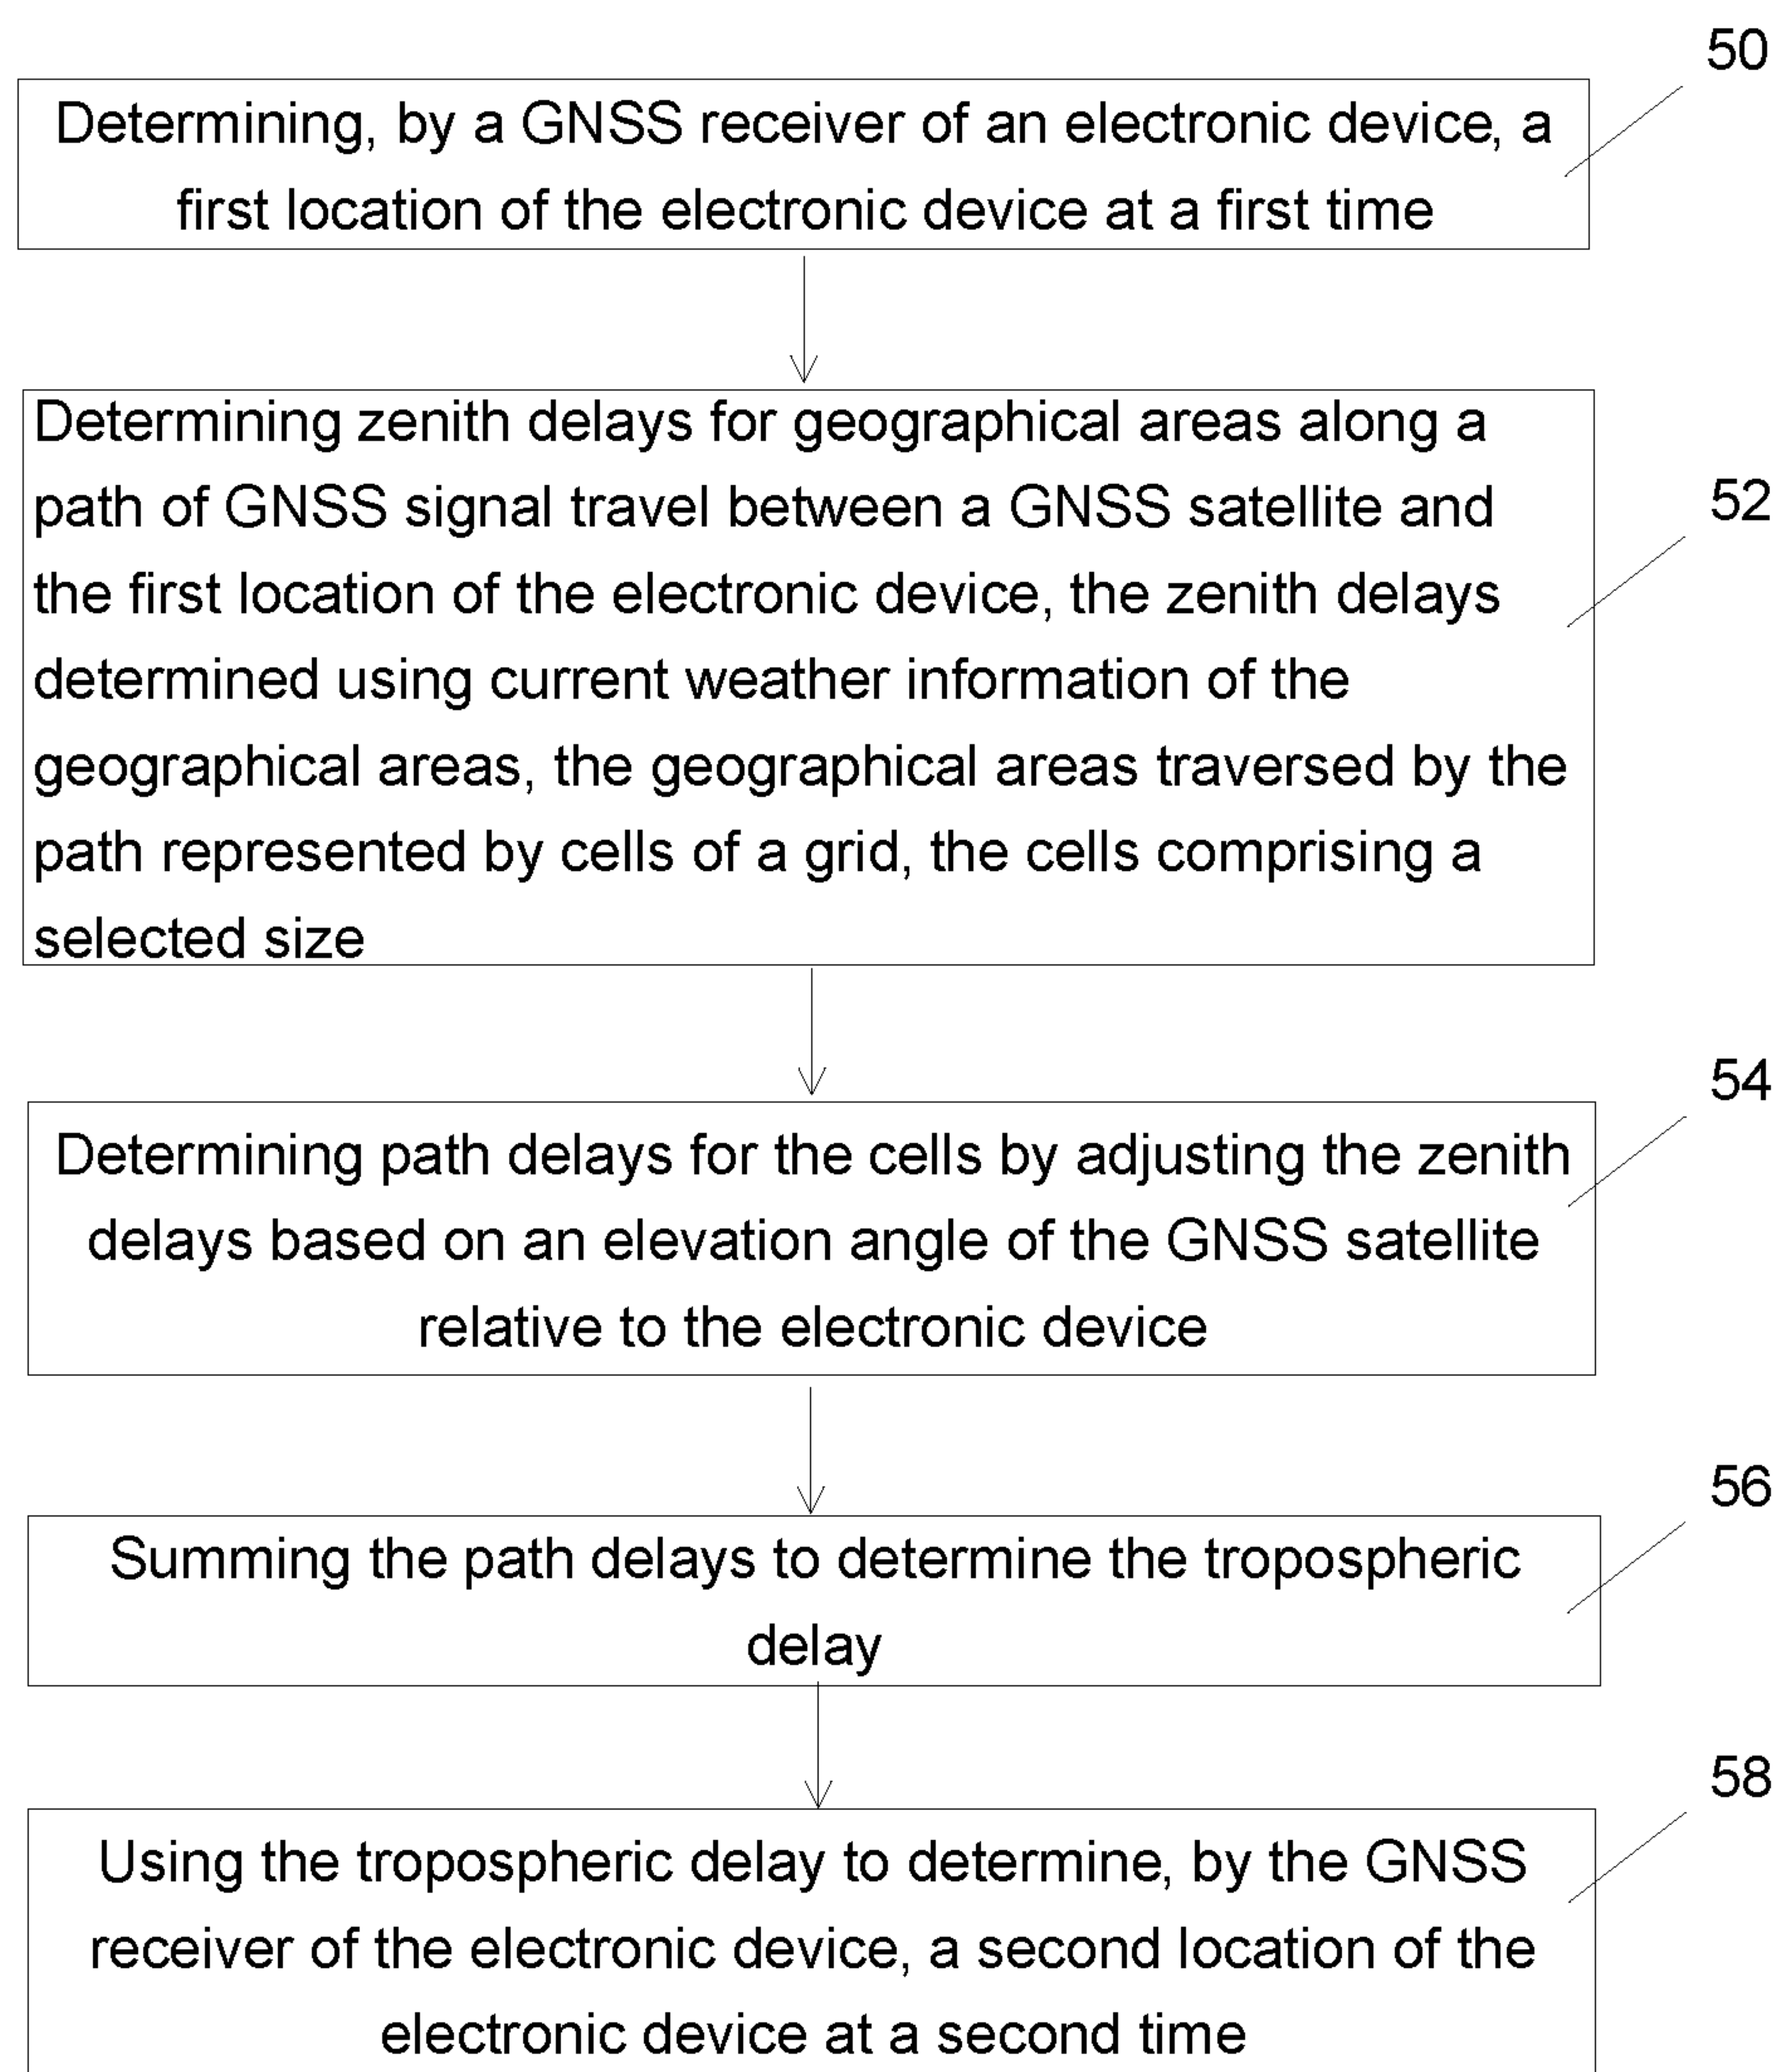 50
Determining, by a GNSS receiver of an electronic device, a
first location of the electronic device at a first time
52
Determining zenith delays for geographical areas along a
path of GNSS signal travel between a GNSS satellite and
the first location of the electronic device, the zenith delays
determined using current weather information of the
geographical areas, the geographical areas traversed by the
path represented by cells of a grid, the cells comprising a
selected size
54
Determining path delays for the cells by adjusting the zenith
delays based on an elevation angle of the GNSS satellite
relative to the electronic device
56
Summing the path delays to determine the tropospheric
delay
58
Using the tropospheric delay to determine, by the GNSS
receiver of the electronic device, a second location of the
electronic device at a second time